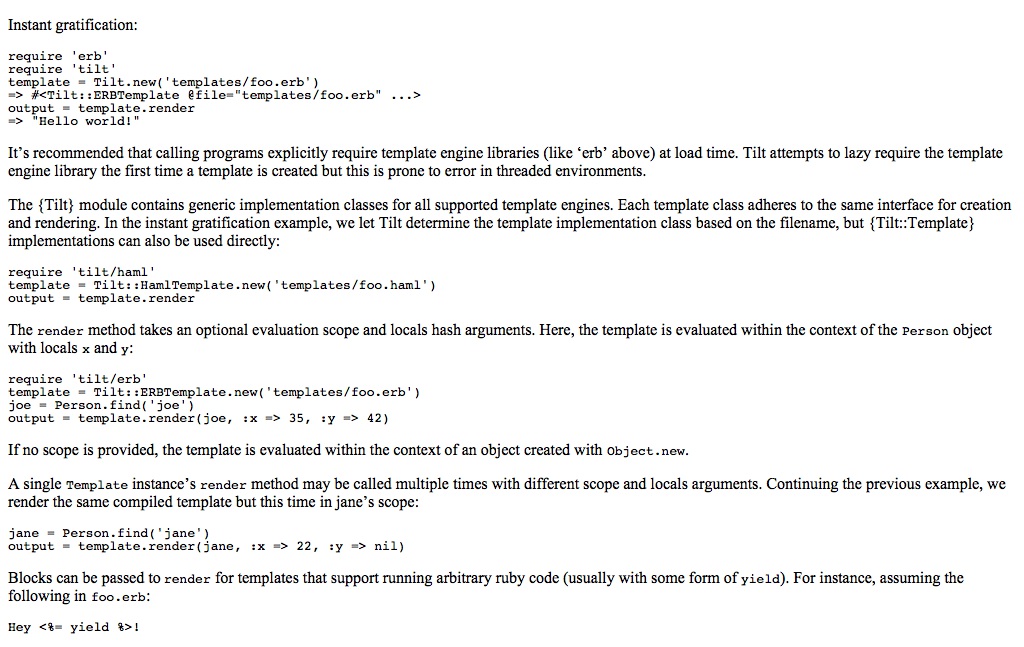 Instant gratification:
require 'erb'
require 'tilt'
template = Tilt.new('templates/foo.erb')
=> #<Tilt::ERBTemplate @file="templates/foo.erb" ...>
output = template.render
=> "Hello world!"
It’s recommended that calling programs explicitly require template engine libraries (like ‘erb’ above) at load time. Tilt attempts to lazy require the template
engine library the first time a template is created but this is prone to error in threaded environments.
The {Tilt} module contains generic implementation classes for all supported template engines. Each template class adheres to the same interface for creation
and rendering. In the instant gratification example, we let Tilt determine the template implementation class based on the filename, but {Tilt::Template}
implementations can also be used directly:
require 'tilt/haml'
template = Tilt::HamlTemplate.new('templates/foo.haml')
output = template.render
The render method takes an optional evaluation scope and locals hash arguments. Here, the template is evaluated within the context of the Person object
with locals x and y:
require 'tilt/erb'
template = Tilt::ERBTemplate.new('templates/foo.erb')
joe = Person.find('joe')
output = template.render(joe, :x => 35, :y => 42)
If no scope is provided, the template is evaluated within the context of an object created with Object.new.
A single Template instance’s render method may be called multiple times with different scope and locals arguments. Continuing the previous example, we
render the same compiled template but this time in jane’s scope:
jane = Person.find('jane')
output = template.render(jane, :x => 22, :y => nil)
Blocks can be passed to render for templates that support running arbitrary ruby code (usually with some form of yield). For instance, assuming the
following in foo.erb:
Hey <%= yield %>!